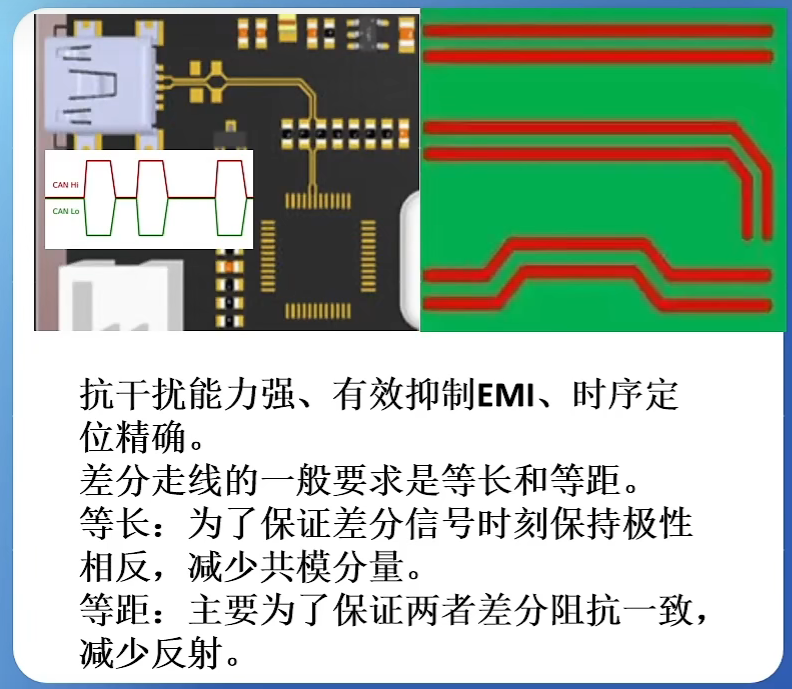 CAN Hi
CAN Lo
抗干扰能力强、有效抑制EMI、时序定
位精确。
差分走线的一般要求是等长和等距。
等长：为了保证差分信号时刻保持极性
相反，减少共模分量。
等距：主要为了保证两者差分阻抗一致，
减少反射。